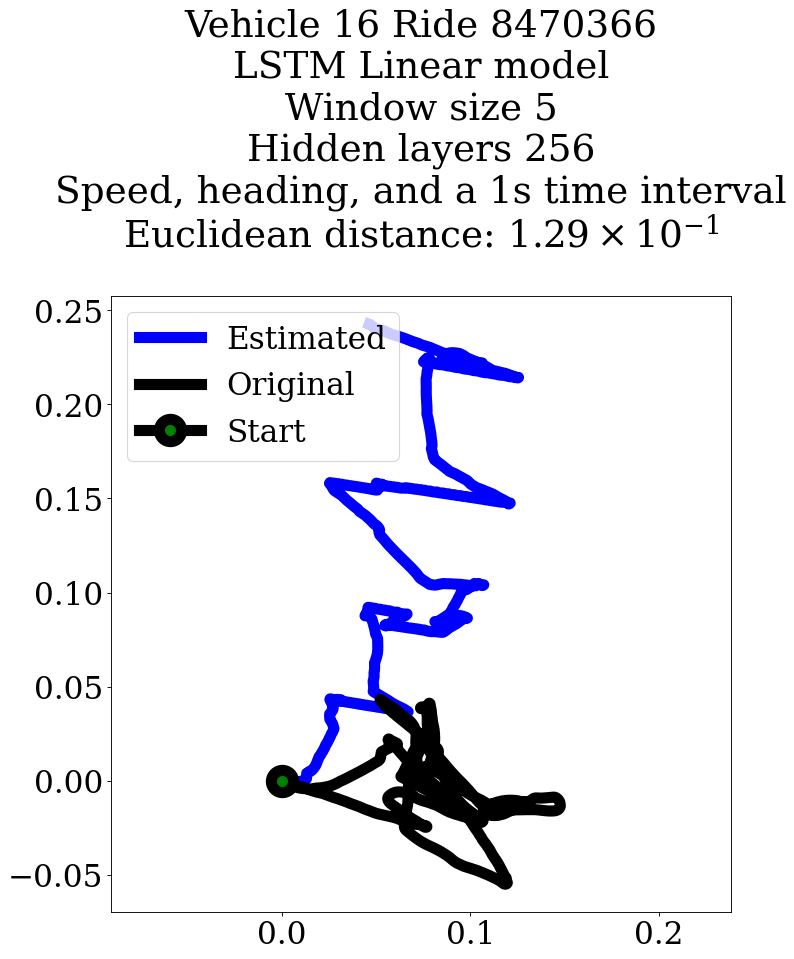 Vehicle 16 Ride 8470366
LSTM Linear model
Window size 5
Hidden layers 256
Speed, heading, and a 1s time interval
Euclidean distance: 1.29 × 10⁻¹
0.25
Estimated
Original
Start
0.20
0.15
0.10
0.05
0.00
−0.05
0.0
0.1
0.2